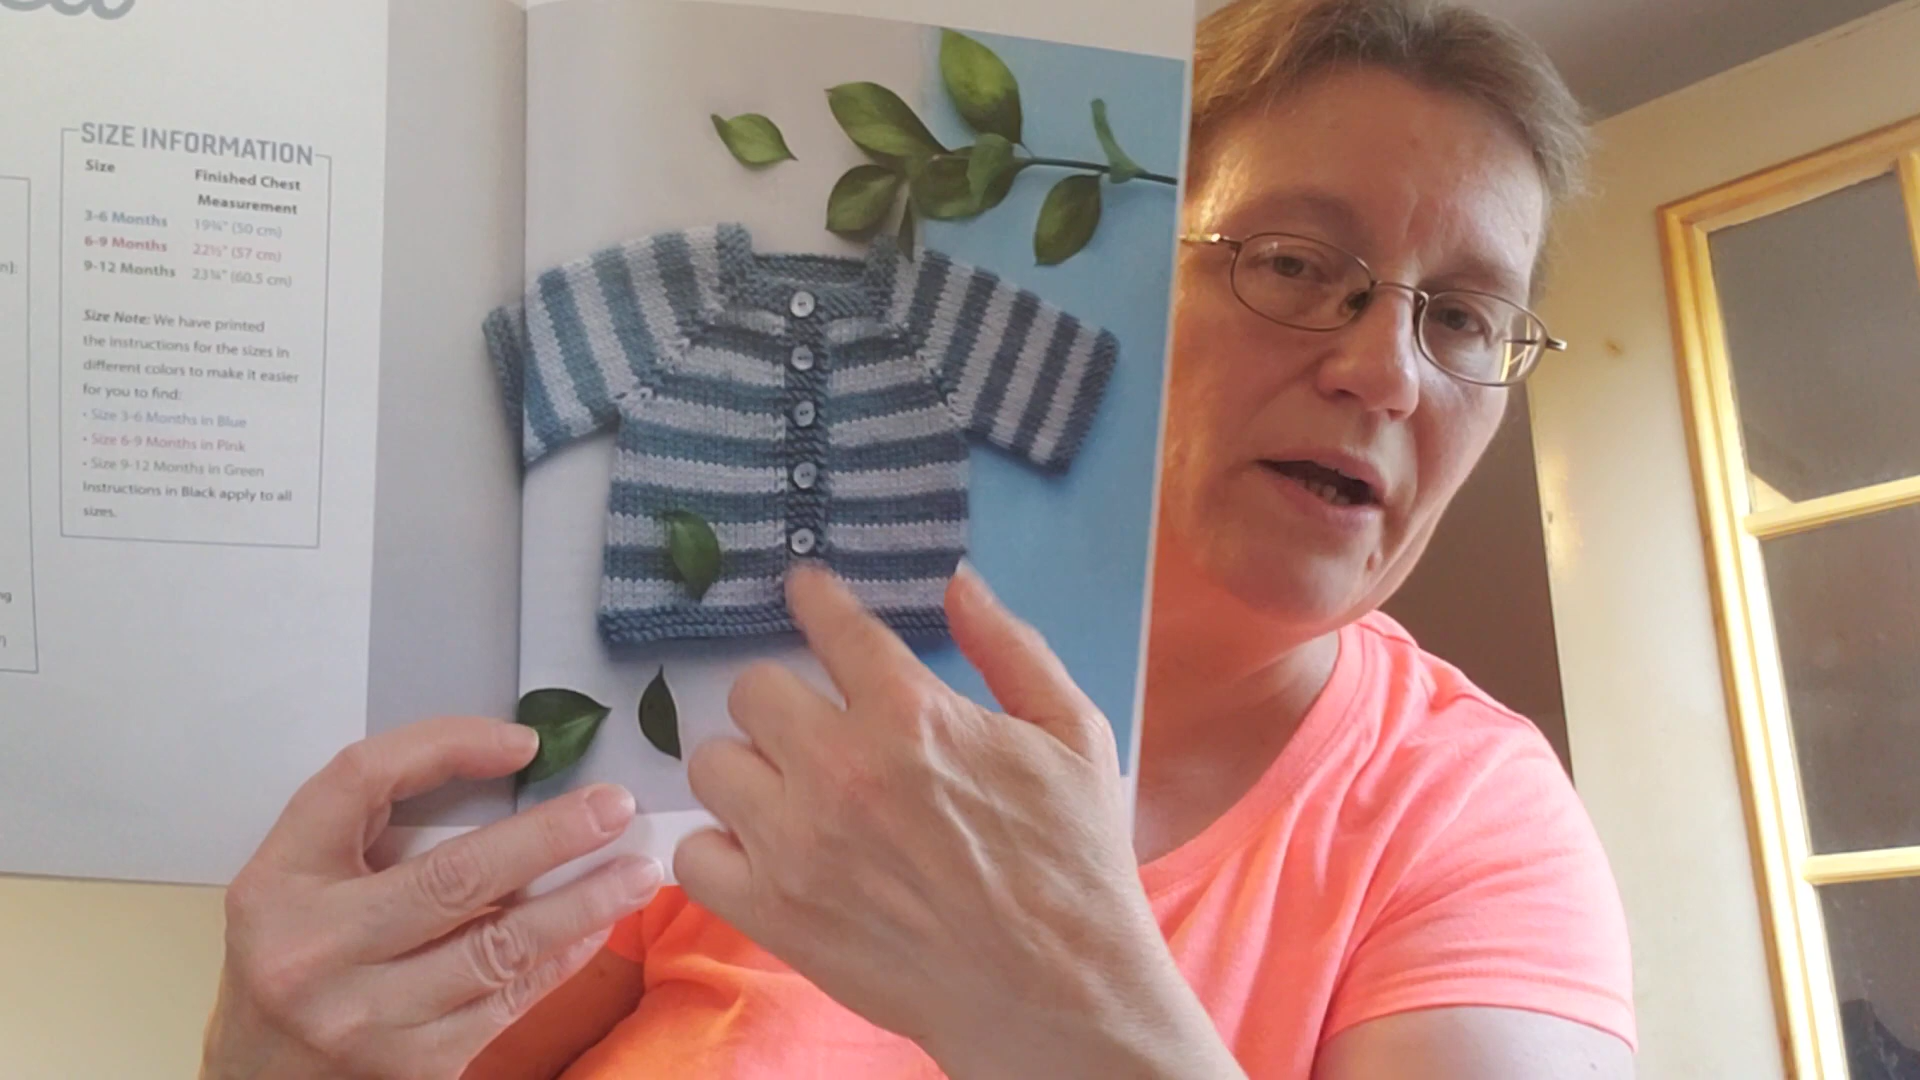 SIZE INFORMATION
Size Finished Chest
Measurement
3-6 Months 19¾" (50 cm)
6-9 Months 22½" (57 cm)
9-12 Months 23¾" (60.5 cm)
Size Note: We have printed
the instructions for the sizes in
different colors to make it easier
for you to find:
• Size 3-6 Months in Blue
• Size 6-9 Months in Pink
• Size 9-12 Months in Green
Instructions in Black apply to all
sizes.